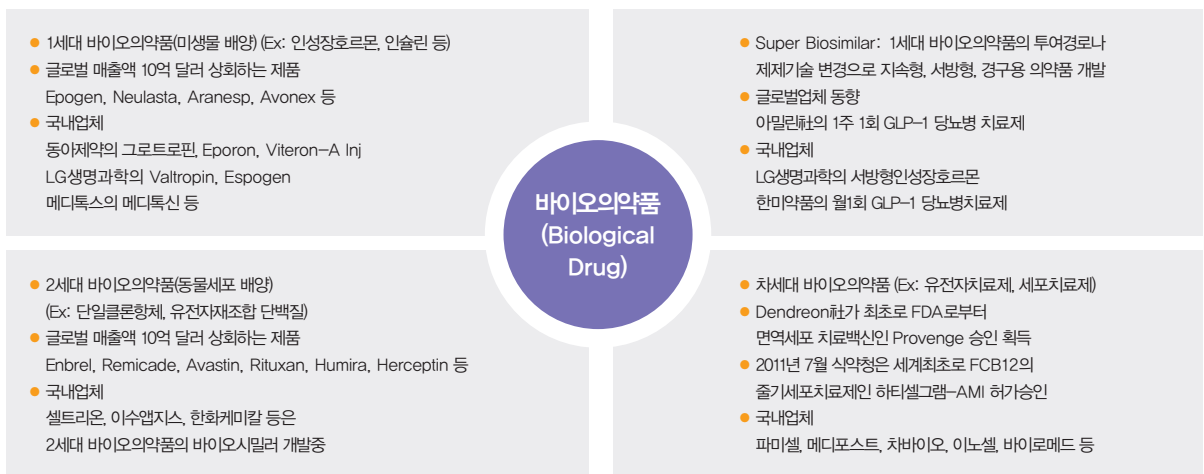 ● 1세대 바이오의약품(미생물 배양) (Ex: 인성장호르몬, 인슐린 등)
● 글로벌 매출액 10억 달러 상회하는 제품
Epogen, Neulasta, Aranesp, Avonex 등
● 국내업체
동아제약의 그로트로핀, Eporon, Viteron-A Inj
LG생명과학의 Valtropin, Espogen
메디톡스의 메디톡신 등
● Super Biosimilar: 1세대 바이오의약품의 투여경로나
제제기술 변경으로 지속형, 서방형, 경구용 의약품 개발
● 글로벌업체 동향
아밀린社의 1주 1회 GLP-1 당뇨병 치료제
● 국내업체
LG생명과학의 서방형인성장호르몬
한미약품의 월1회 GLP-1 당뇨병치료제
바이오의약품
(Biological
Drug)
● 2세대 바이오의약품(동물세포 배양)
(Ex: 단일클론항체, 유전자재조합 단백질)
● 글로벌 매출액 10억 달러 상회하는 제품
Enbrel, Remicade, Avastin, Rituxan, Humira, Herceptin 등
● 국내업체
셀트리온, 이수앱지스, 한화케미칼 등은
2세대 바이오의약품의 바이오시밀러 개발중
● 차세대 바이오의약품 (Ex: 유전자치료제, 세포치료제)
● Dendreon社가 최초로 FDA로부터
면역세포 치료백신인 Provenge 승인 획득
● 2011년 7월 식약청은 세계최초로 FCB12의
줄기세포치료제인 하티셀그램-AMI 허가승인
● 국내업체
파미셀, 메디포스트, 차바이오, 이노셀, 바이로메드 등